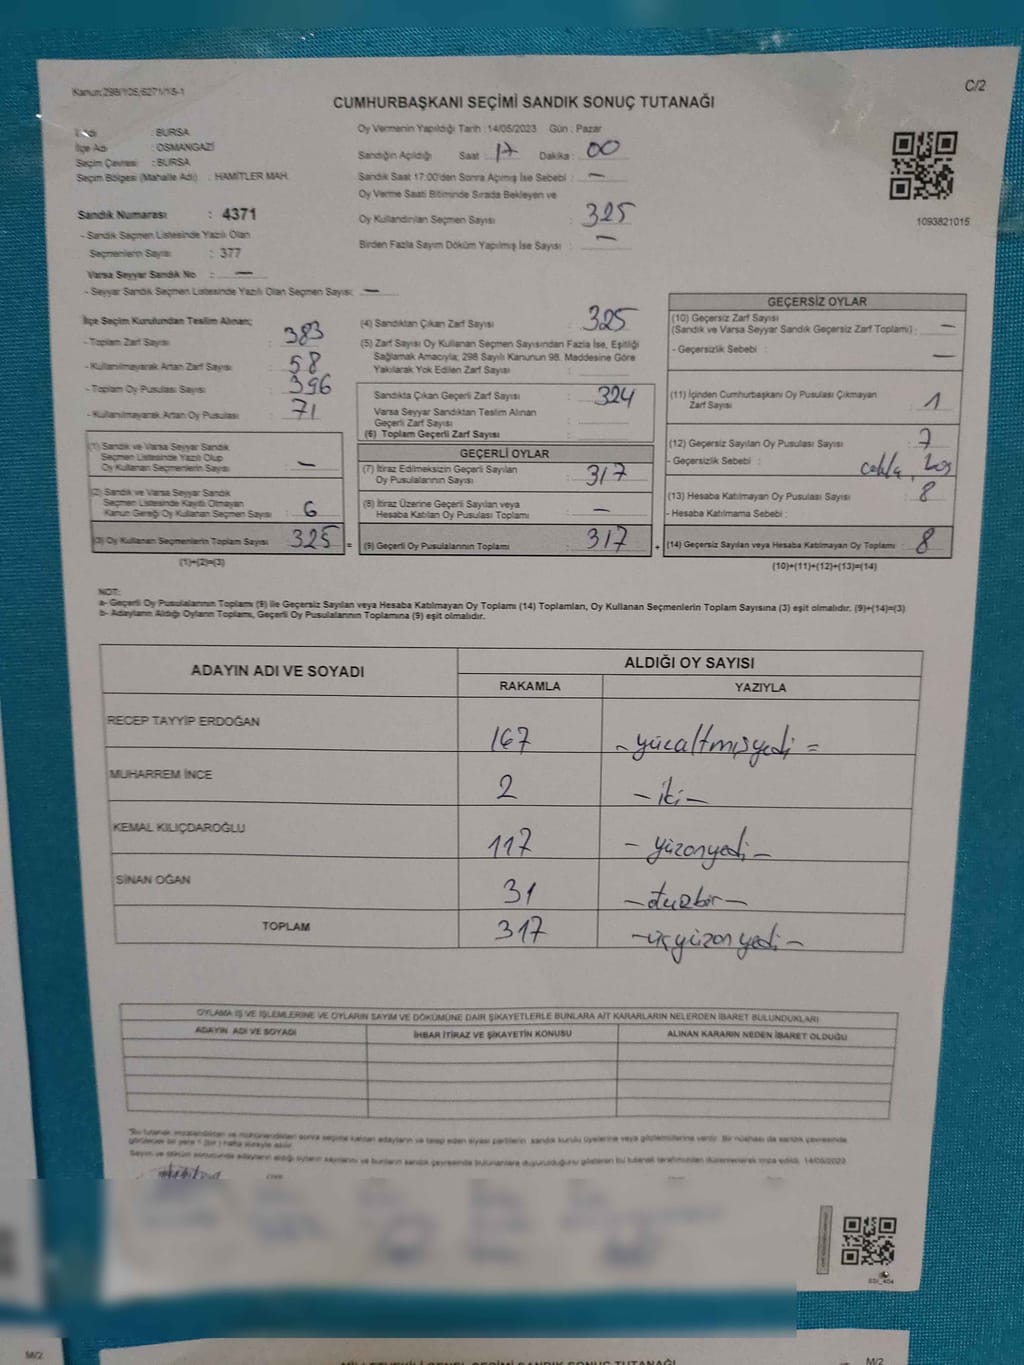 Kanun:298/106,6271/15-1
C/2
CUMHURBAŞKANI SEÇİMİ SANDIK SONUÇ TUTANAĞI
İli Adı : BURSA
İlçe Adı : OSMANGAZİ
Seçim Çevresi : BURSA
Seçim Bölgesi (Mahalle Adı) : HAMİTLER MAH.
Sandık Numarası : 4371
- Sandık Seçmen Listesinde Yazılı Olan
Seçmenlerin Sayısı : 377
Varsa Seyyar Sandık No : —
- Seyyar Sandık Seçmen Listesinde Yazılı Olan Seçmen Sayısı: —
Oy Vermenin Yapıldığı Tarih :14/05/2023 Gün : Pazar
Sandığın Açıldığı Saat : 17 Dakika : 00
Sandık Saat 17.00'den Sonra Açımış İse Sebebi : —
Oy Verme Saati Bitiminde Sırada Bekleyen ve
Oy Kullandırılan Seçmen Sayısı : 325
Birden Fazla Sayım Döküm Yapılmış İse Sayısı : —
1093821015
İlçe Seçim Kurulundan Teslim Alınan;
- Toplam Zarf Sayısı : 383
- Kullanılmayarak Artan Zarf Sayısı : 58
- Toplam Oy Pusulası Sayısı : 396
- Kullanılmayarak Artan Oy Pusulası : 71
(1) Sandık ve Varsa Seyyar Sandık
Seçmen Listesinde Yazılı Olup
Oy Kullanan Seçmenlerin Sayısı : —
(2) Sandık ve Varsa Seyyar Sandık
Seçmen Listesinde Kayıtlı Olmayan
Kanun Gereği Oy Kullanan Seçmen Sayısı : 6
(3) Oy Kullanan Seçmenlerin Toplam Sayısı : 325 =
(1)+(2)=(3)
(4) Sandıktan Çıkan Zarf Sayısı : 325
(5) Zarf Sayısı Oy Kullanan Seçmen Sayısından Fazla İse, Eşitliği
Sağlamak Amacıyla; 298 Sayılı Kanunun 98. Maddesine Göre
Yakılarak Yok Edilen Zarf Sayısı :
Sandıkta Çıkan Geçerli Zarf Sayısı : 324
Varsa Seyyar Sandıktan Teslim Alınan
Geçerli Zarf Sayısı :
(6) Toplam Geçerli Zarf Sayısı :
GEÇERLİ OYLAR
(7) İtiraz Edilmeksizin Geçerli Sayılan
Oy Pusulalarının Sayısı : 317
(8) İtiraz Üzerine Geçerli Sayılan veya
Hesaba Katılan Oy Pusulası Toplamı : —
(9) Geçerli Oy Pusulalarının Toplamı : 317 +
GEÇERSİZ OYLAR
(10) Geçersiz Zarf Sayısı
(Sandık ve Varsa Seyyar Sandık Geçersiz Zarf Toplamı) : —
- Geçersizlik Sebebi : —
(11) İçinden Cumhurbaşkanı Oy Pusulası Çıkmayan
Zarf Sayısı : 1
(12) Geçersiz Sayılan Oy Pusulası Sayısı : 7
- Geçersizlik Sebebi :
(13) Hesaba Katılmayan Oy Pusulası Sayısı : 8
- Hesaba Katılmama Sebebi :
(14) Geçersiz Sayılan veya Hesaba Katılmayan Oy Toplamı : 8
(10)+(11)+(12)+(13)=(14)
NOT:
a- Geçerli Oy Pusulalarının Toplamı (9) ile Geçersiz Sayılan veya Hesaba Katılmayan Oy Toplamı (14) Toplamları, Oy Kullanan Seçmenlerin Toplam Sayısına (3) eşit olmalıdır. (9)+(14)=(3)
b- Adayların Aldığı Oyların Toplamı, Geçerli Oy Pusulalarının Toplamına (9) eşit olmalıdır.
ADAYIN ADI VE SOYADI
ALDIĞI OY SAYISI
RAKAMLA YAZIYLA
RECEP TAYYİP ERDOĞAN 167 - yüzaltmışyedi =
MUHARREM İNCE 2 - iki -
KEMAL KILIÇDAROĞLU 117 - yüzonyedi -
SİNAN OĞAN 31 - otuzbir -
TOPLAM 317 - üçyüzonyedi -
OYLAMA İŞ VE İŞLEMLERİNE VE OYLARIN SAYIM VE DÖKÜMÜNE DAİR ŞİKAYETLERLE BUNLARA AİT KARARLARIN NELERDEN İBARET BULUNDUKLARI
ADAYIN ADI VE SOYADI İHBAR İTİRAZ VE ŞİKAYETİN KONUSU ALINAN KARARIN NEDEN İBARET OLDUĞU
M/2
MİLLETVEKİLİ GENEL SEÇİMİ SANDIK SONUÇ TUTANAĞI
M/2